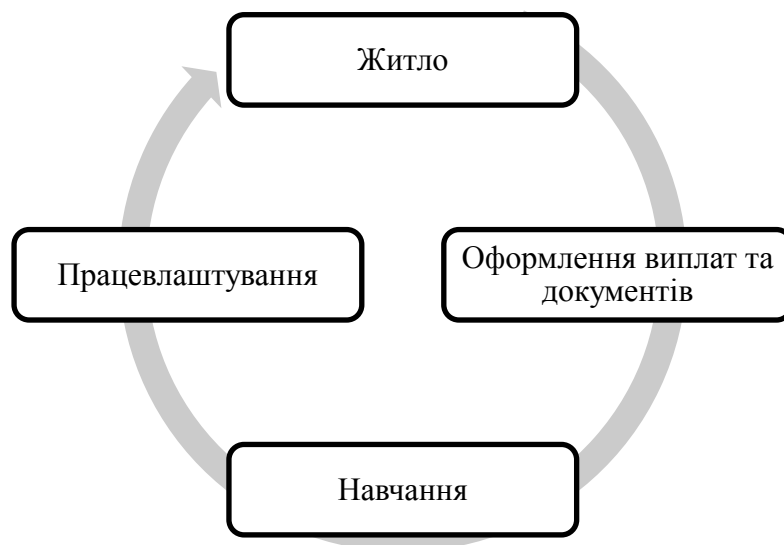 Житло
Оформлення виплат та
документів
Працевлаштування
Навчання